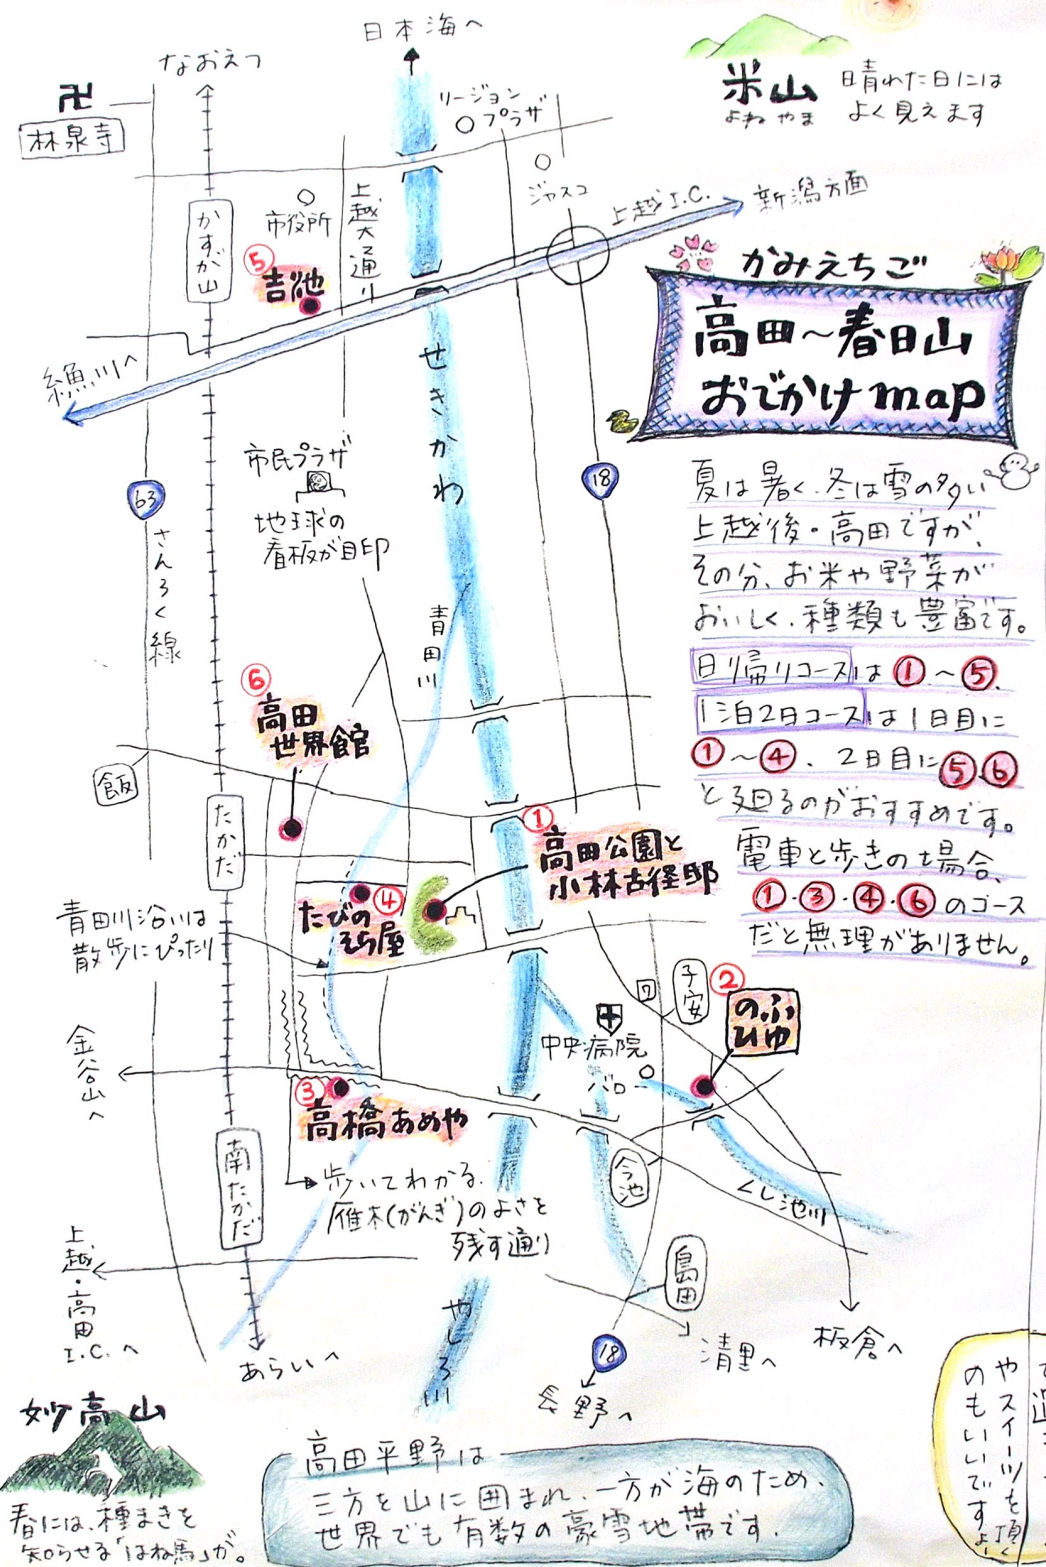 日本海へ
なおえつ
卍
林泉寺
リージョン
プラザ
米山
よねやま
晴れた日には
よく見えます
ジャスコ
上越I.C.
新潟方面
かすが山
市役所
上越大通り
⑤
吉池
かみえちご
高田〜春日山
おでかけmap
糸魚川へ
せきかわ
市民プラザ
地球の
看板が目印
63
18
さんろく線
青田川
夏は暑く、冬は雪の多い
上越後・高田ですが、
その分、お米や野菜が
おいしく、種類も豊富です。
日帰りコースは①〜⑤、
1泊2日コースは1日目に
①〜④、2日目に⑤⑥
と廻るのがおすすめです。
電車と歩きの場合、
①・③・④・⑥のコース
だと無理がありません。
⑥
高田
世界館
飯
たかだ
①
高田公園と
小林古径邸
④
たびの
そら屋
青田川沿いは
散歩にぴったり
子安
②
のふ
ひゆ
中央病院
パロ
金谷山へ
③
高橋あめや
南たかだ
今池
くし池川
歩いてわかる、
雁木(がんぎ)のよさを
残す通り
上越・高田I.C.へ
島田
やしろ川
あらいへ
18
長野へ
清里へ
板倉へ
妙高山
春には、種まきを
知らせる「はね馬」が。
高田平野は
三方を山に囲まれ、一方が海のため、
世界でも有数の豪雪地帯です。
やスイーツを頂く
のもいいですよ